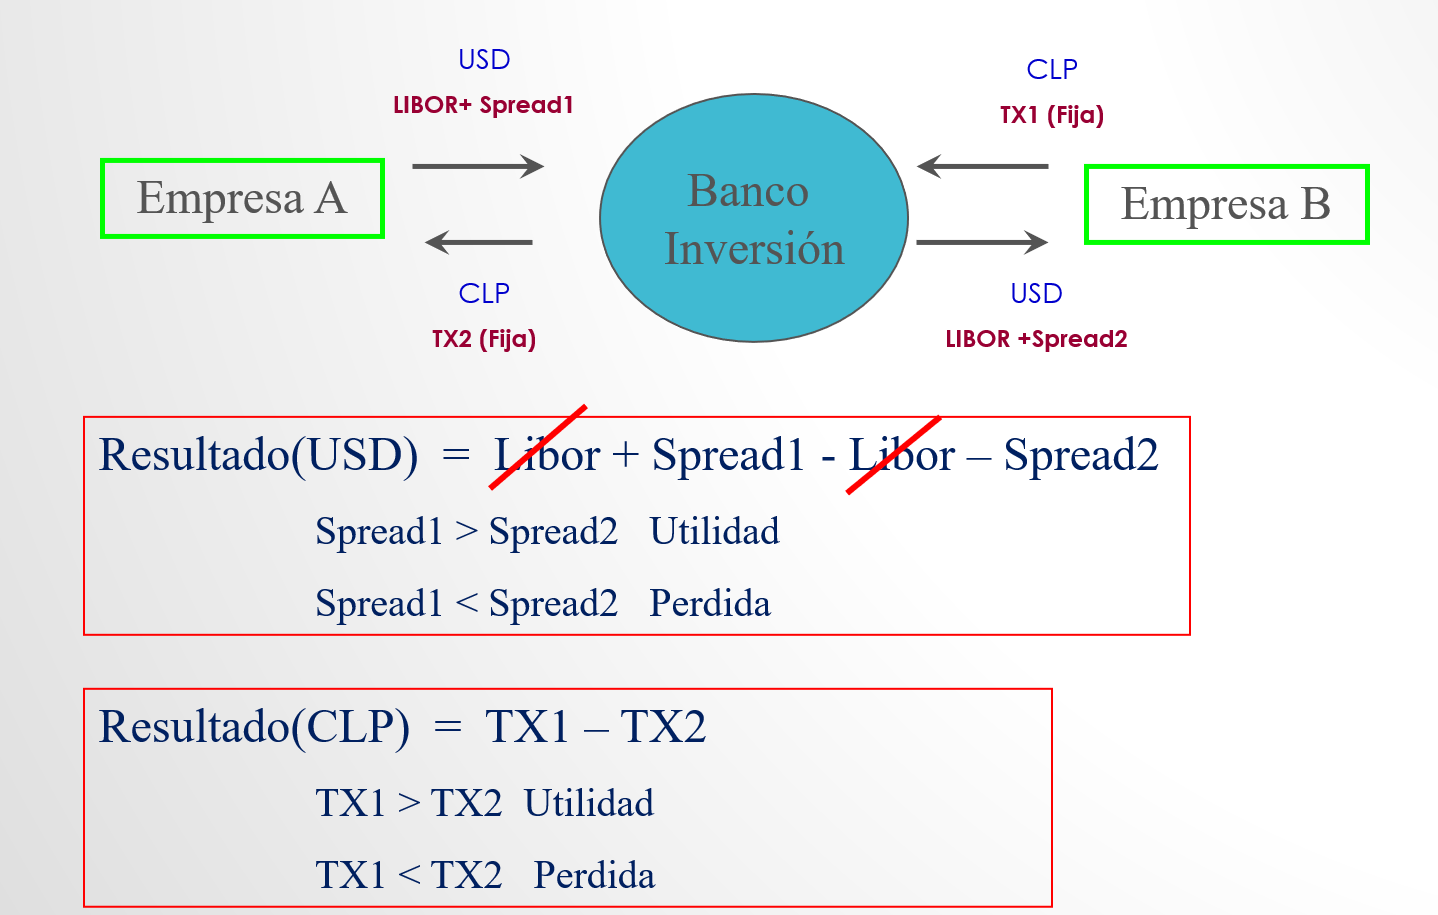 USD
LIBOR+ Spread1
CLP
TX1 (Fija)
Empresa A
Banco
Inversión
Empresa B
CLP
TX2 (Fija)
USD
LIBOR +Spread2
Resultado(USD) = Libor + Spread1 - Libor – Spread2
Spread1 > Spread2 Utilidad
Spread1 < Spread2 Perdida
Resultado(CLP) = TX1 – TX2
TX1 > TX2 Utilidad
TX1 < TX2 Perdida